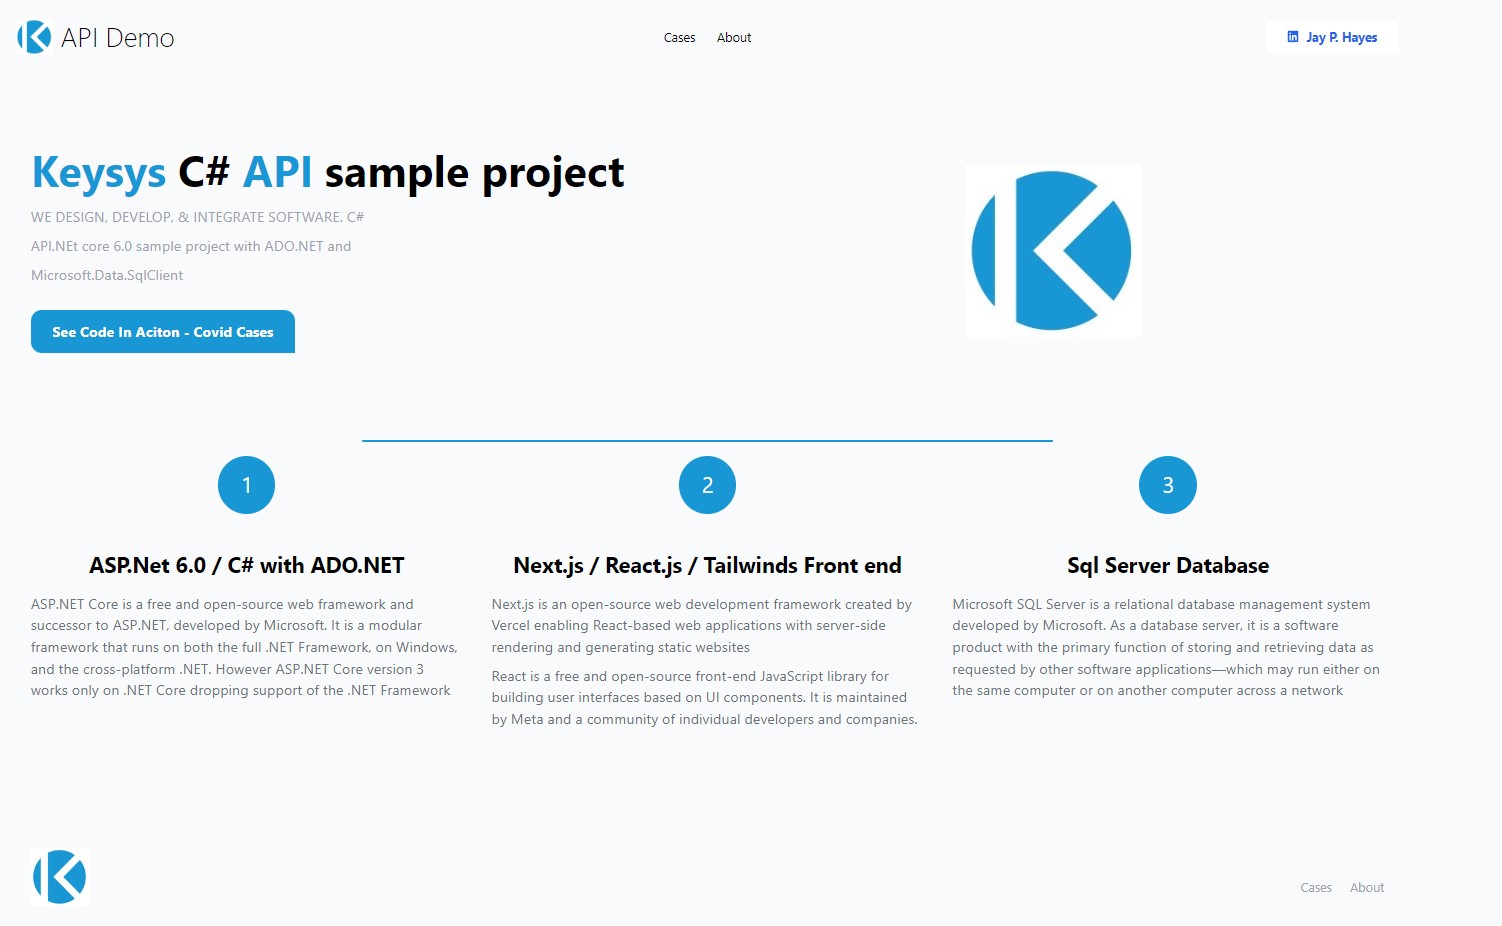 API Demo
Cases
About
Jay P. Hayes
Keysys C# API sample project
WE DESIGN, DEVELOP, & INTEGRATE SOFTWARE. C#
API.NEt core 6.0 sample project with ADO.NET and
Microsoft.Data.SqlClient
See Code In Aciton - Covid Cases
1
ASP.Net 6.0 / C# with ADO.NET
ASP.NET Core is a free and open-source web framework and
successor to ASP.NET, developed by Microsoft. It is a modular
framework that runs on both the full .NET Framework, on Windows,
and the cross-platform .NET. However ASP.NET Core version 3
works only on .NET Core dropping support of the .NET Framework
2
Next.js / React.js / Tailwinds Front end
Next.js is an open-source web development framework created by
Vercel enabling React-based web applications with server-side
rendering and generating static websites
React is a free and open-source front-end JavaScript library for
building user interfaces based on UI components. It is maintained
by Meta and a community of individual developers and companies.
3
Sql Server Database
Microsoft SQL Server is a relational database management system
developed by Microsoft. As a database server, it is a software
product with the primary function of storing and retrieving data as
requested by other software applications—which may run either on
the same computer or on another computer across a network
Cases
About